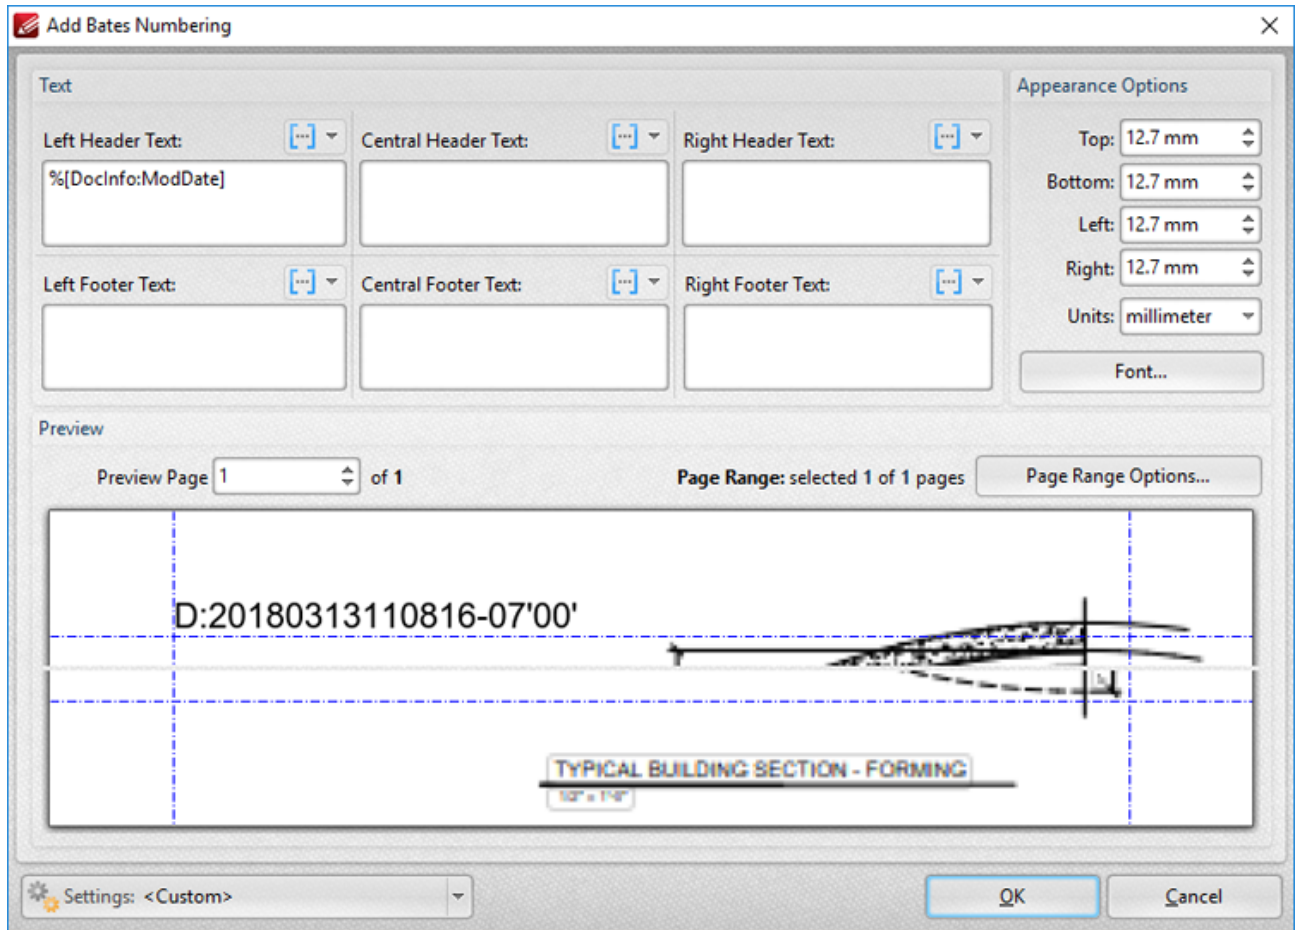 Add Bates Numbering
Text
Appearance Options
Left Header Text:
Central Header Text:
Right Header Text:
Top: 12.7 mm
%[DocInfo:ModDate]
Bottom: 12.7 mm
Left: 12.7 mm
Right: 12.7 mm
Left Footer Text:
Central Footer Text:
Right Footer Text:
Units: millimeter
Font...
Preview
Preview Page 1 of 1
Page Range: selected 1 of 1 pages
Page Range Options...
D:20180313110816-07'00'
TYPICAL BUILDING SECTION - FORMING
Settings: <Custom>
OK
Cancel